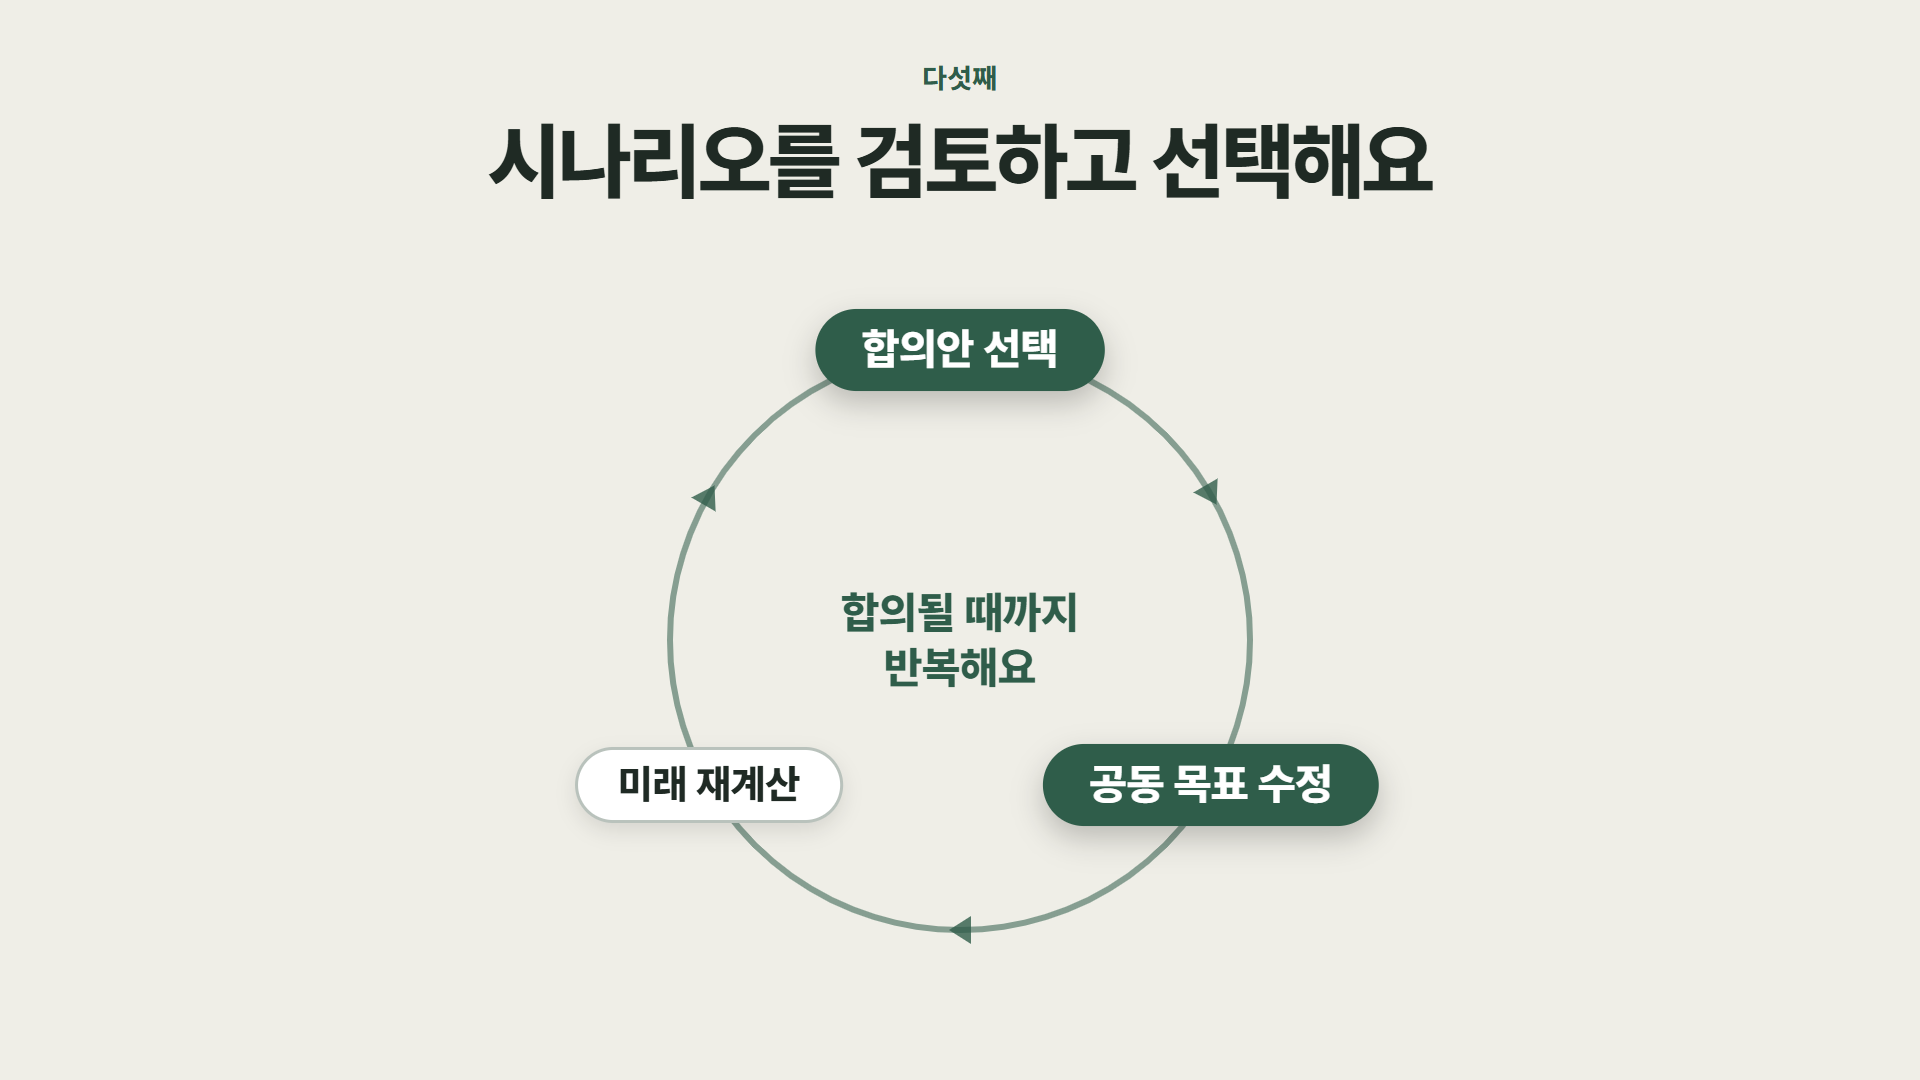 다섯째
시나리오를 검토하고 선택해요
합의안 선택
합의될 때까지
반복해요
미래 재계산
공동 목표 수정